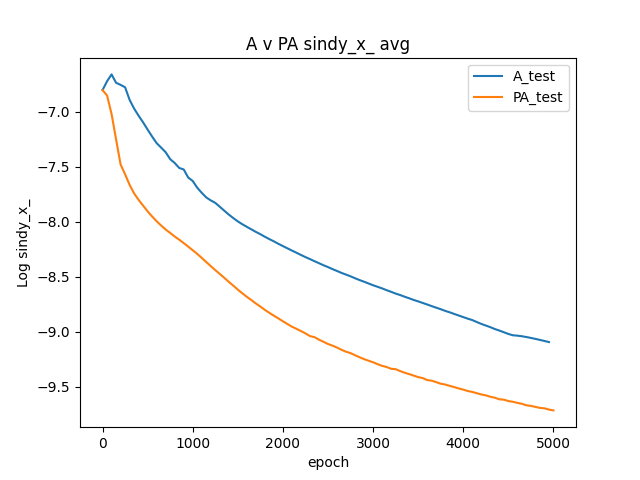 A v PA sindy_x_ avg
A_test
PA_test
−7.0
−7.5
−8.0
−8.5
−9.0
−9.5
Log sindy_x_
0 1000 2000 3000 4000 5000
epoch